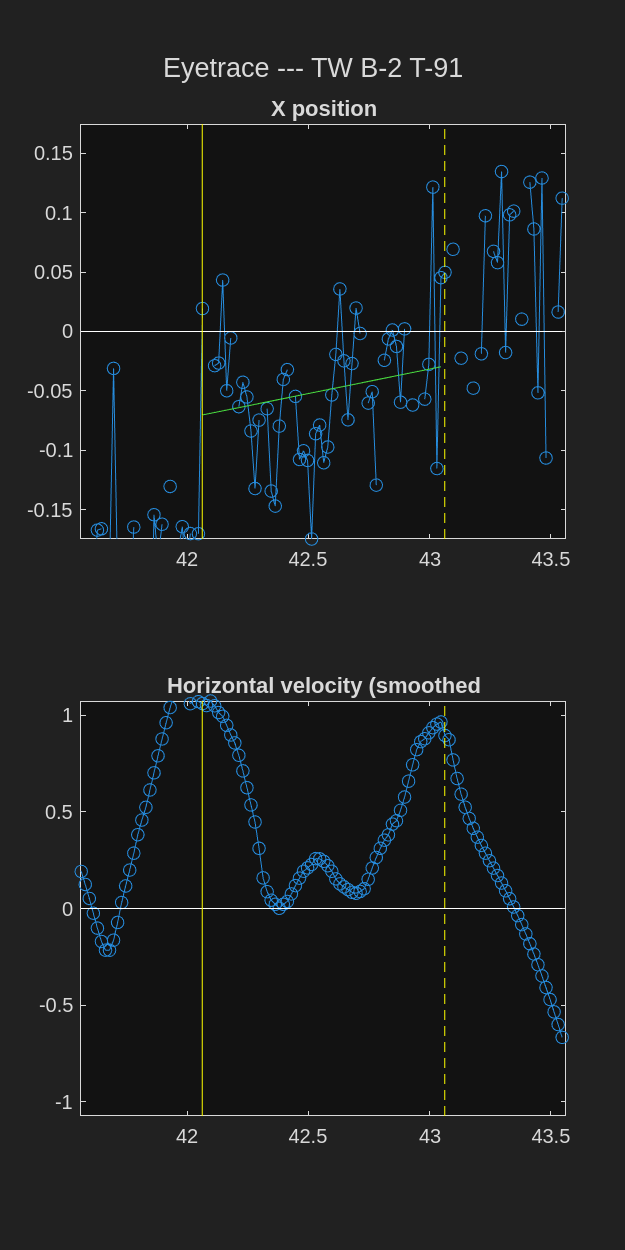 Eyetrace --- TW B-2 T-91
X position
0.15
0.1
0.05
0
-0.05
-0.1
-0.15
42 42.5 43 43.5
Horizontal velocity (smoothed
1
0.5
0
-0.5
-1
42 42.5 43 43.5